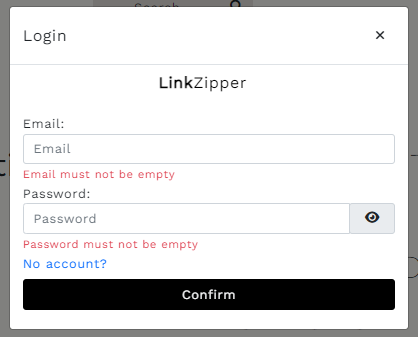 Search
Login
×
LinkZipper
Email:
Email
Email must not be empty
Password:
Password
Password must not be empty
No account?
Confirm